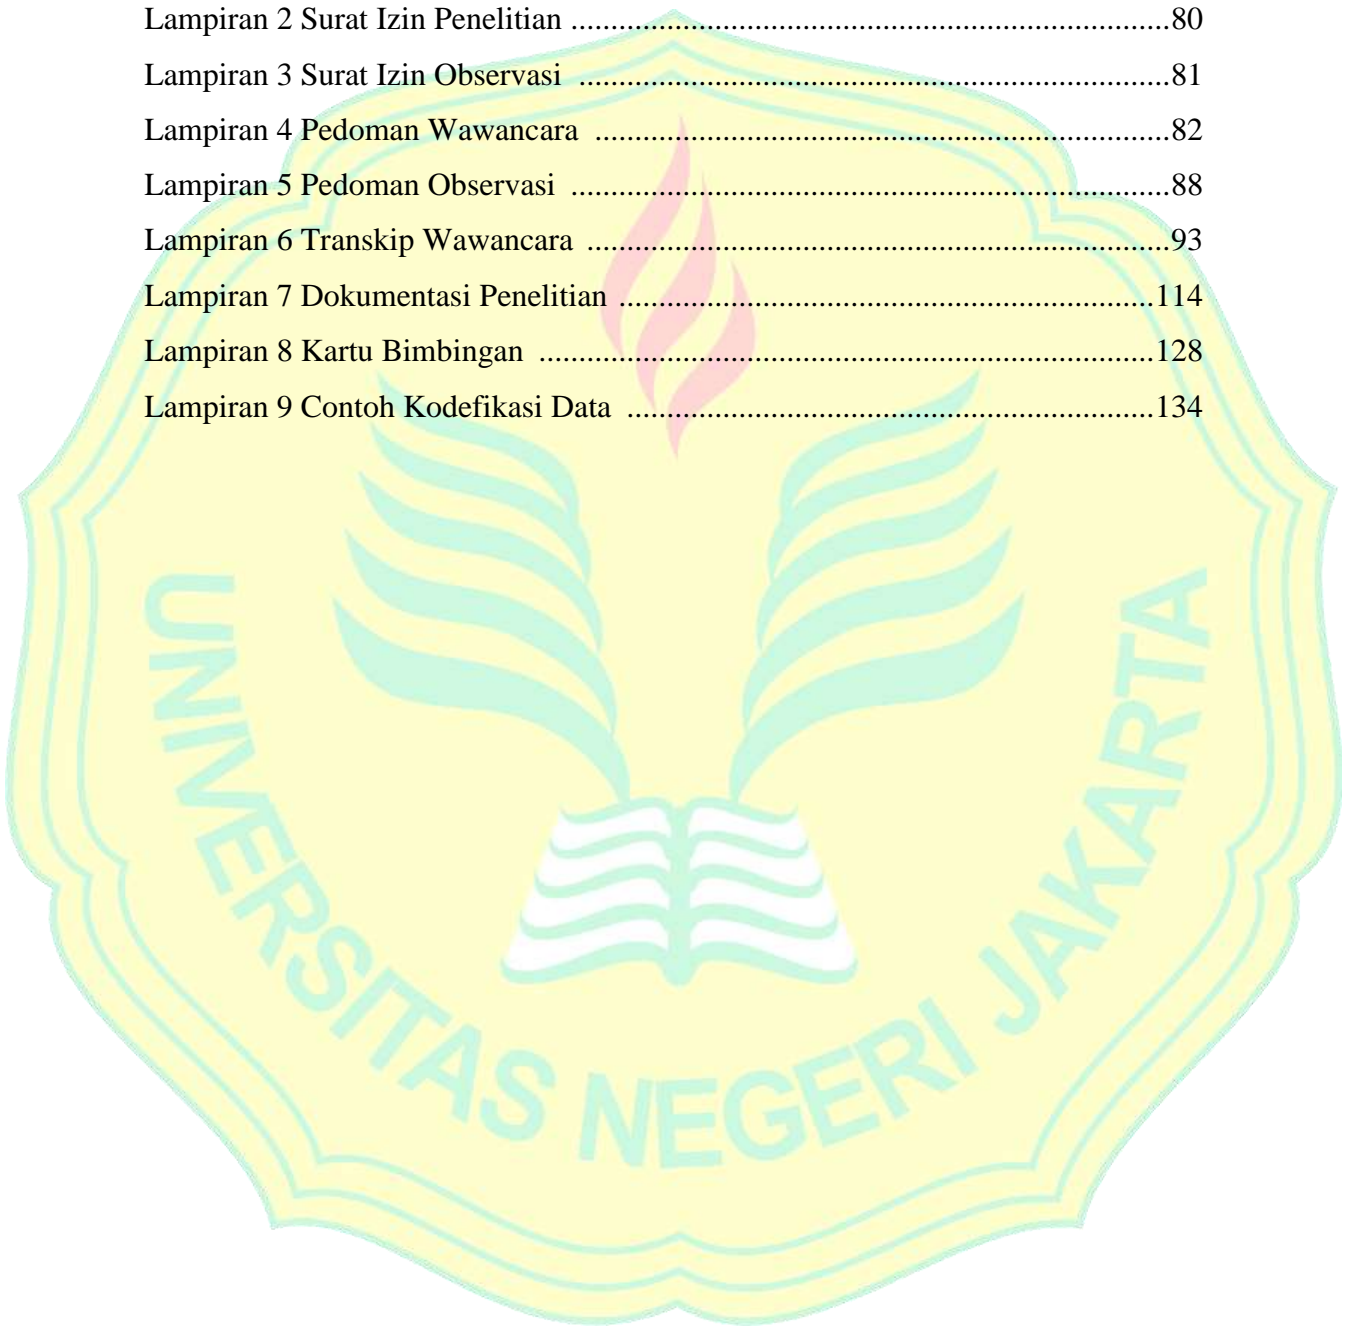 Lampiran 2 Surat Izin Penelitian ..........................................................................80
Lampiran 3 Surat Izin Observasi ..........................................................................81
Lampiran 4 Pedoman Wawancara ........................................................................82
Lampiran 5 Pedoman Observasi ...........................................................................88
Lampiran 6 Transkip Wawancara .........................................................................93
Lampiran 7 Dokumentasi Penelitian ...................................................................114
Lampiran 8 Kartu Bimbingan .............................................................................128
Lampiran 9 Contoh Kodefikasi Data ..................................................................134
UNIVERSITAS NEGERI JAKARTA